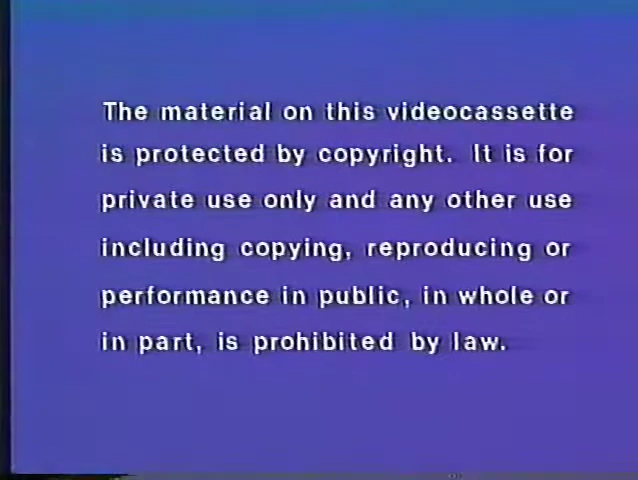 The material on this videocassette
is protected by copyright. It is for
private use only and any other use
including copying, reproducing or
performance in public, in whole or
in part, is prohibited by law.